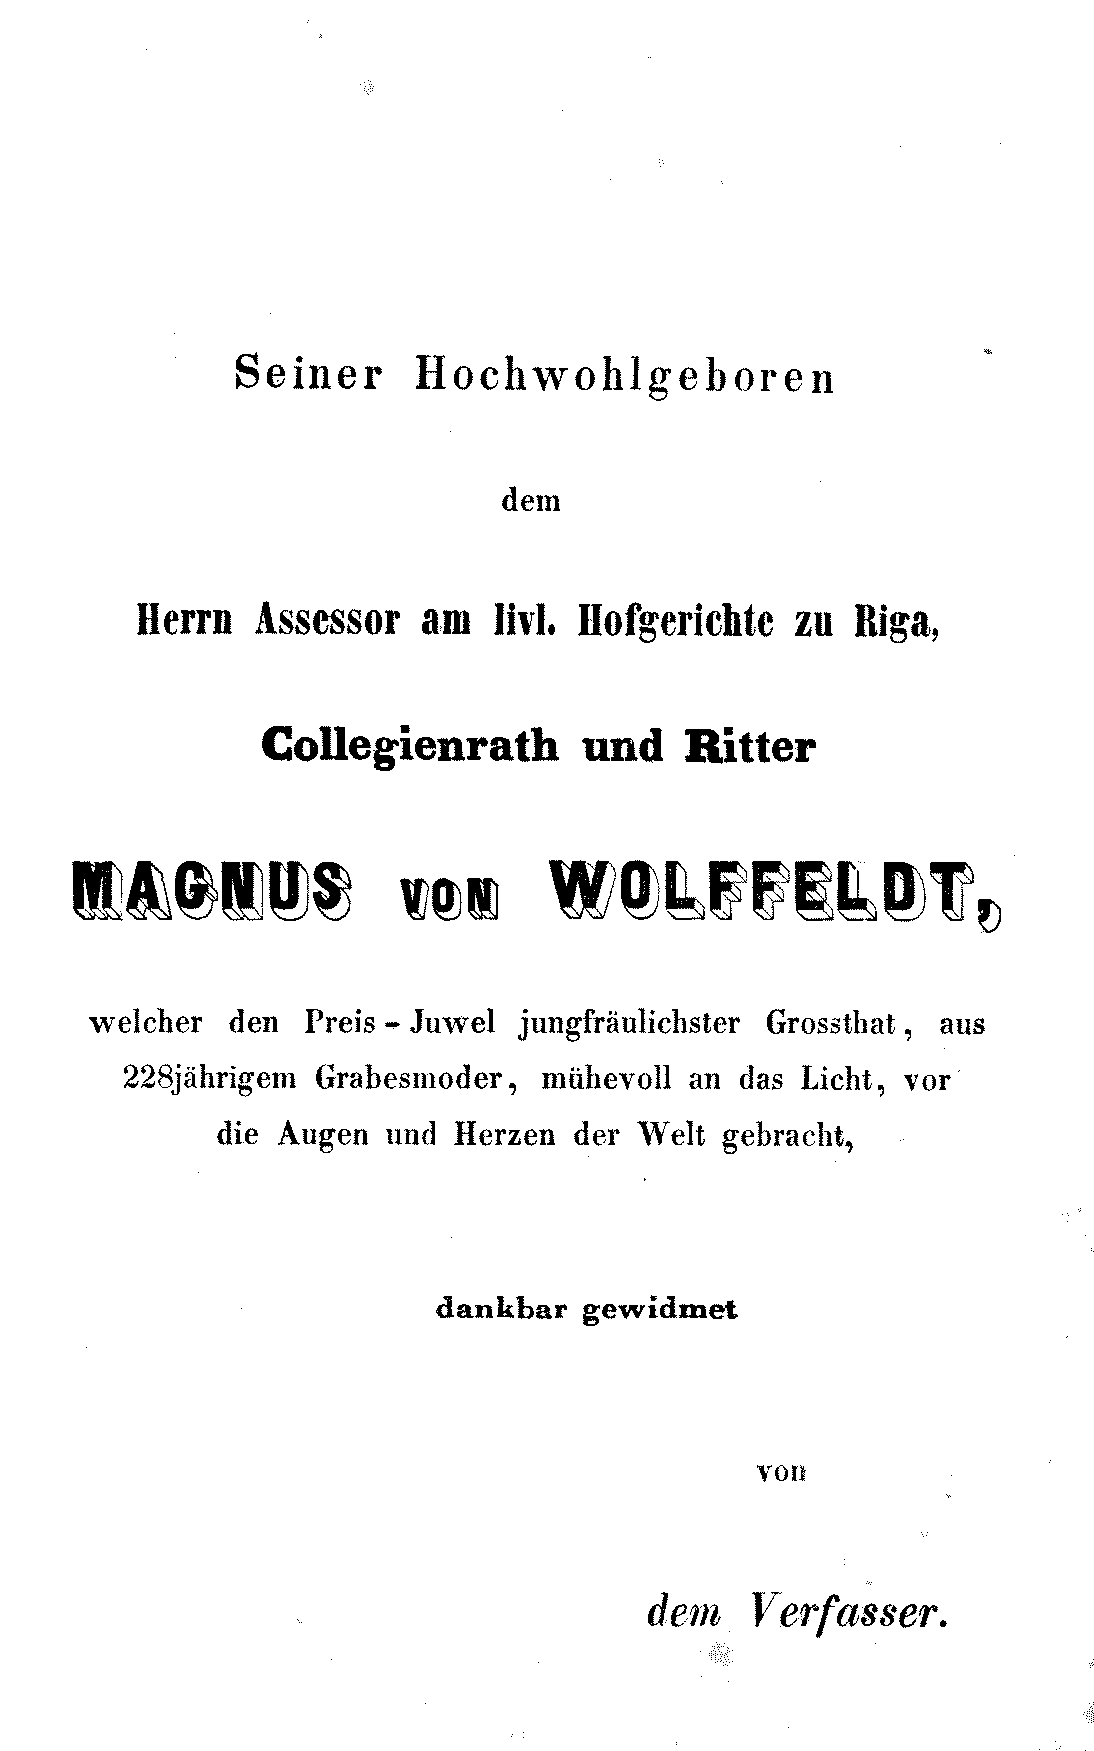 Seiner Hochwohlgeboren
dem
Herrn Assessor am livl. Hofgerichte zu Riga,
Collegienrath und Ritter
MAGNUS VON WOLFFELDT,
welcher den Preis-Juwel jungfräulichster Grossthat, aus
228jährigem Grabesmoder, mühevoll an das Licht, vor
die Augen und Herzen der Welt gebracht,
dankbar gewidmet
von
dem Verfasser.